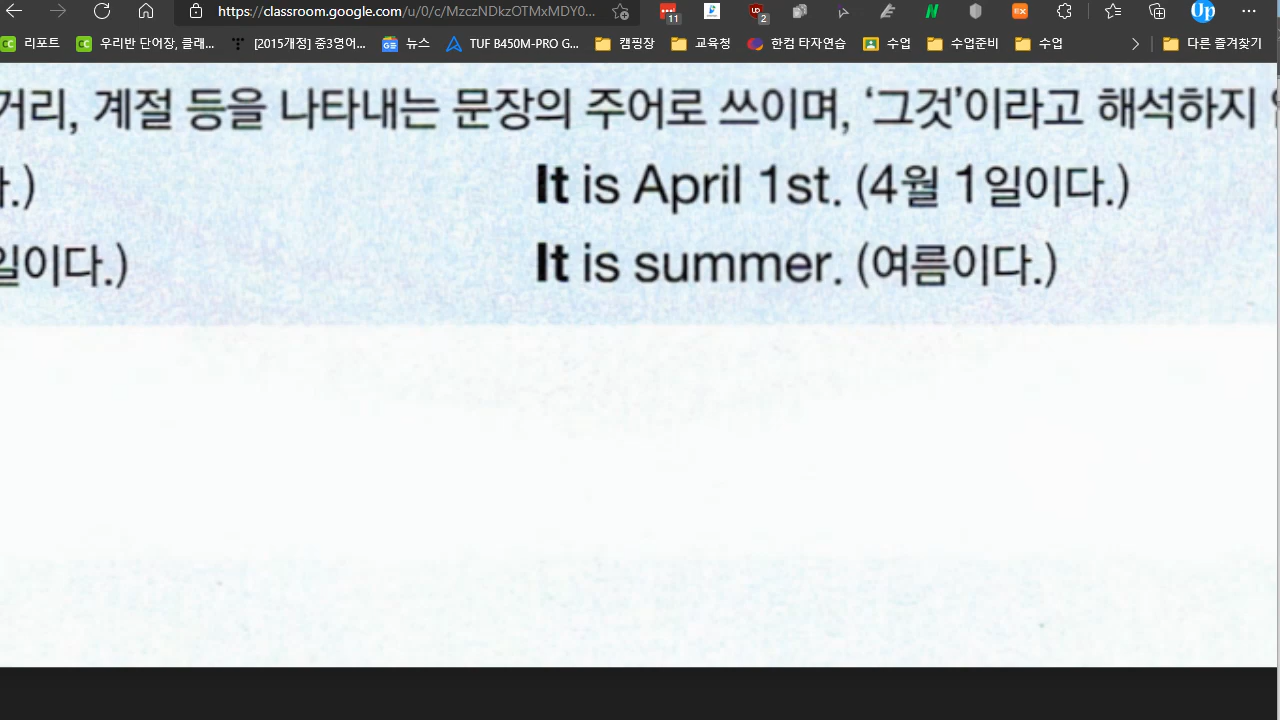 https://classroom.google.com/u/0/c/MzczNDkzOTMxMDY0...
11
2
리포트
우리반 단어장 클래...
[2015개정] 중3영어...
뉴스
TUF B450M-PRO G...
캠핑장
교육청
한컴 타자연습
수업
수업준비
수업
다른 즐겨찾기
거리, 계절 등을 나타내는 문장의 주어로 쓰이며, ‘그것’이라고 해석하지
다.)
It is April 1st. (4월 1일이다.)
일이다.)
It is summer. (여름이다.)